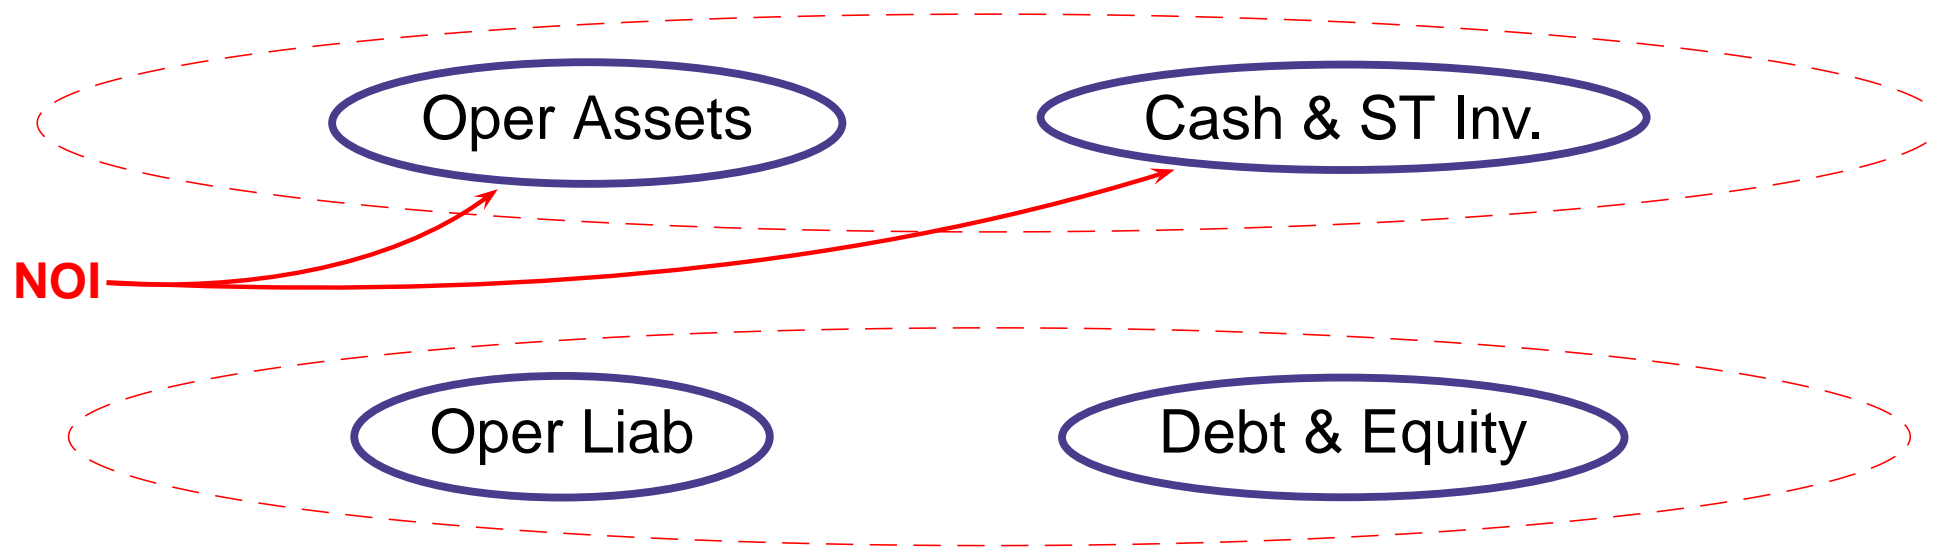 Oper Assets
Cash & ST Inv.
NOI
Oper Liab
Debt & Equity